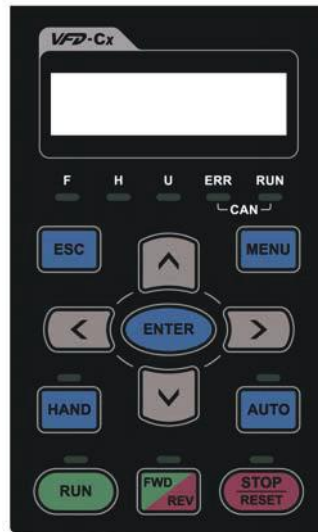 VFD-Cx
F H U ERR RUN
CAN
ESC MENU
ENTER
HAND AUTO
RUN FWD REV STOP RESET